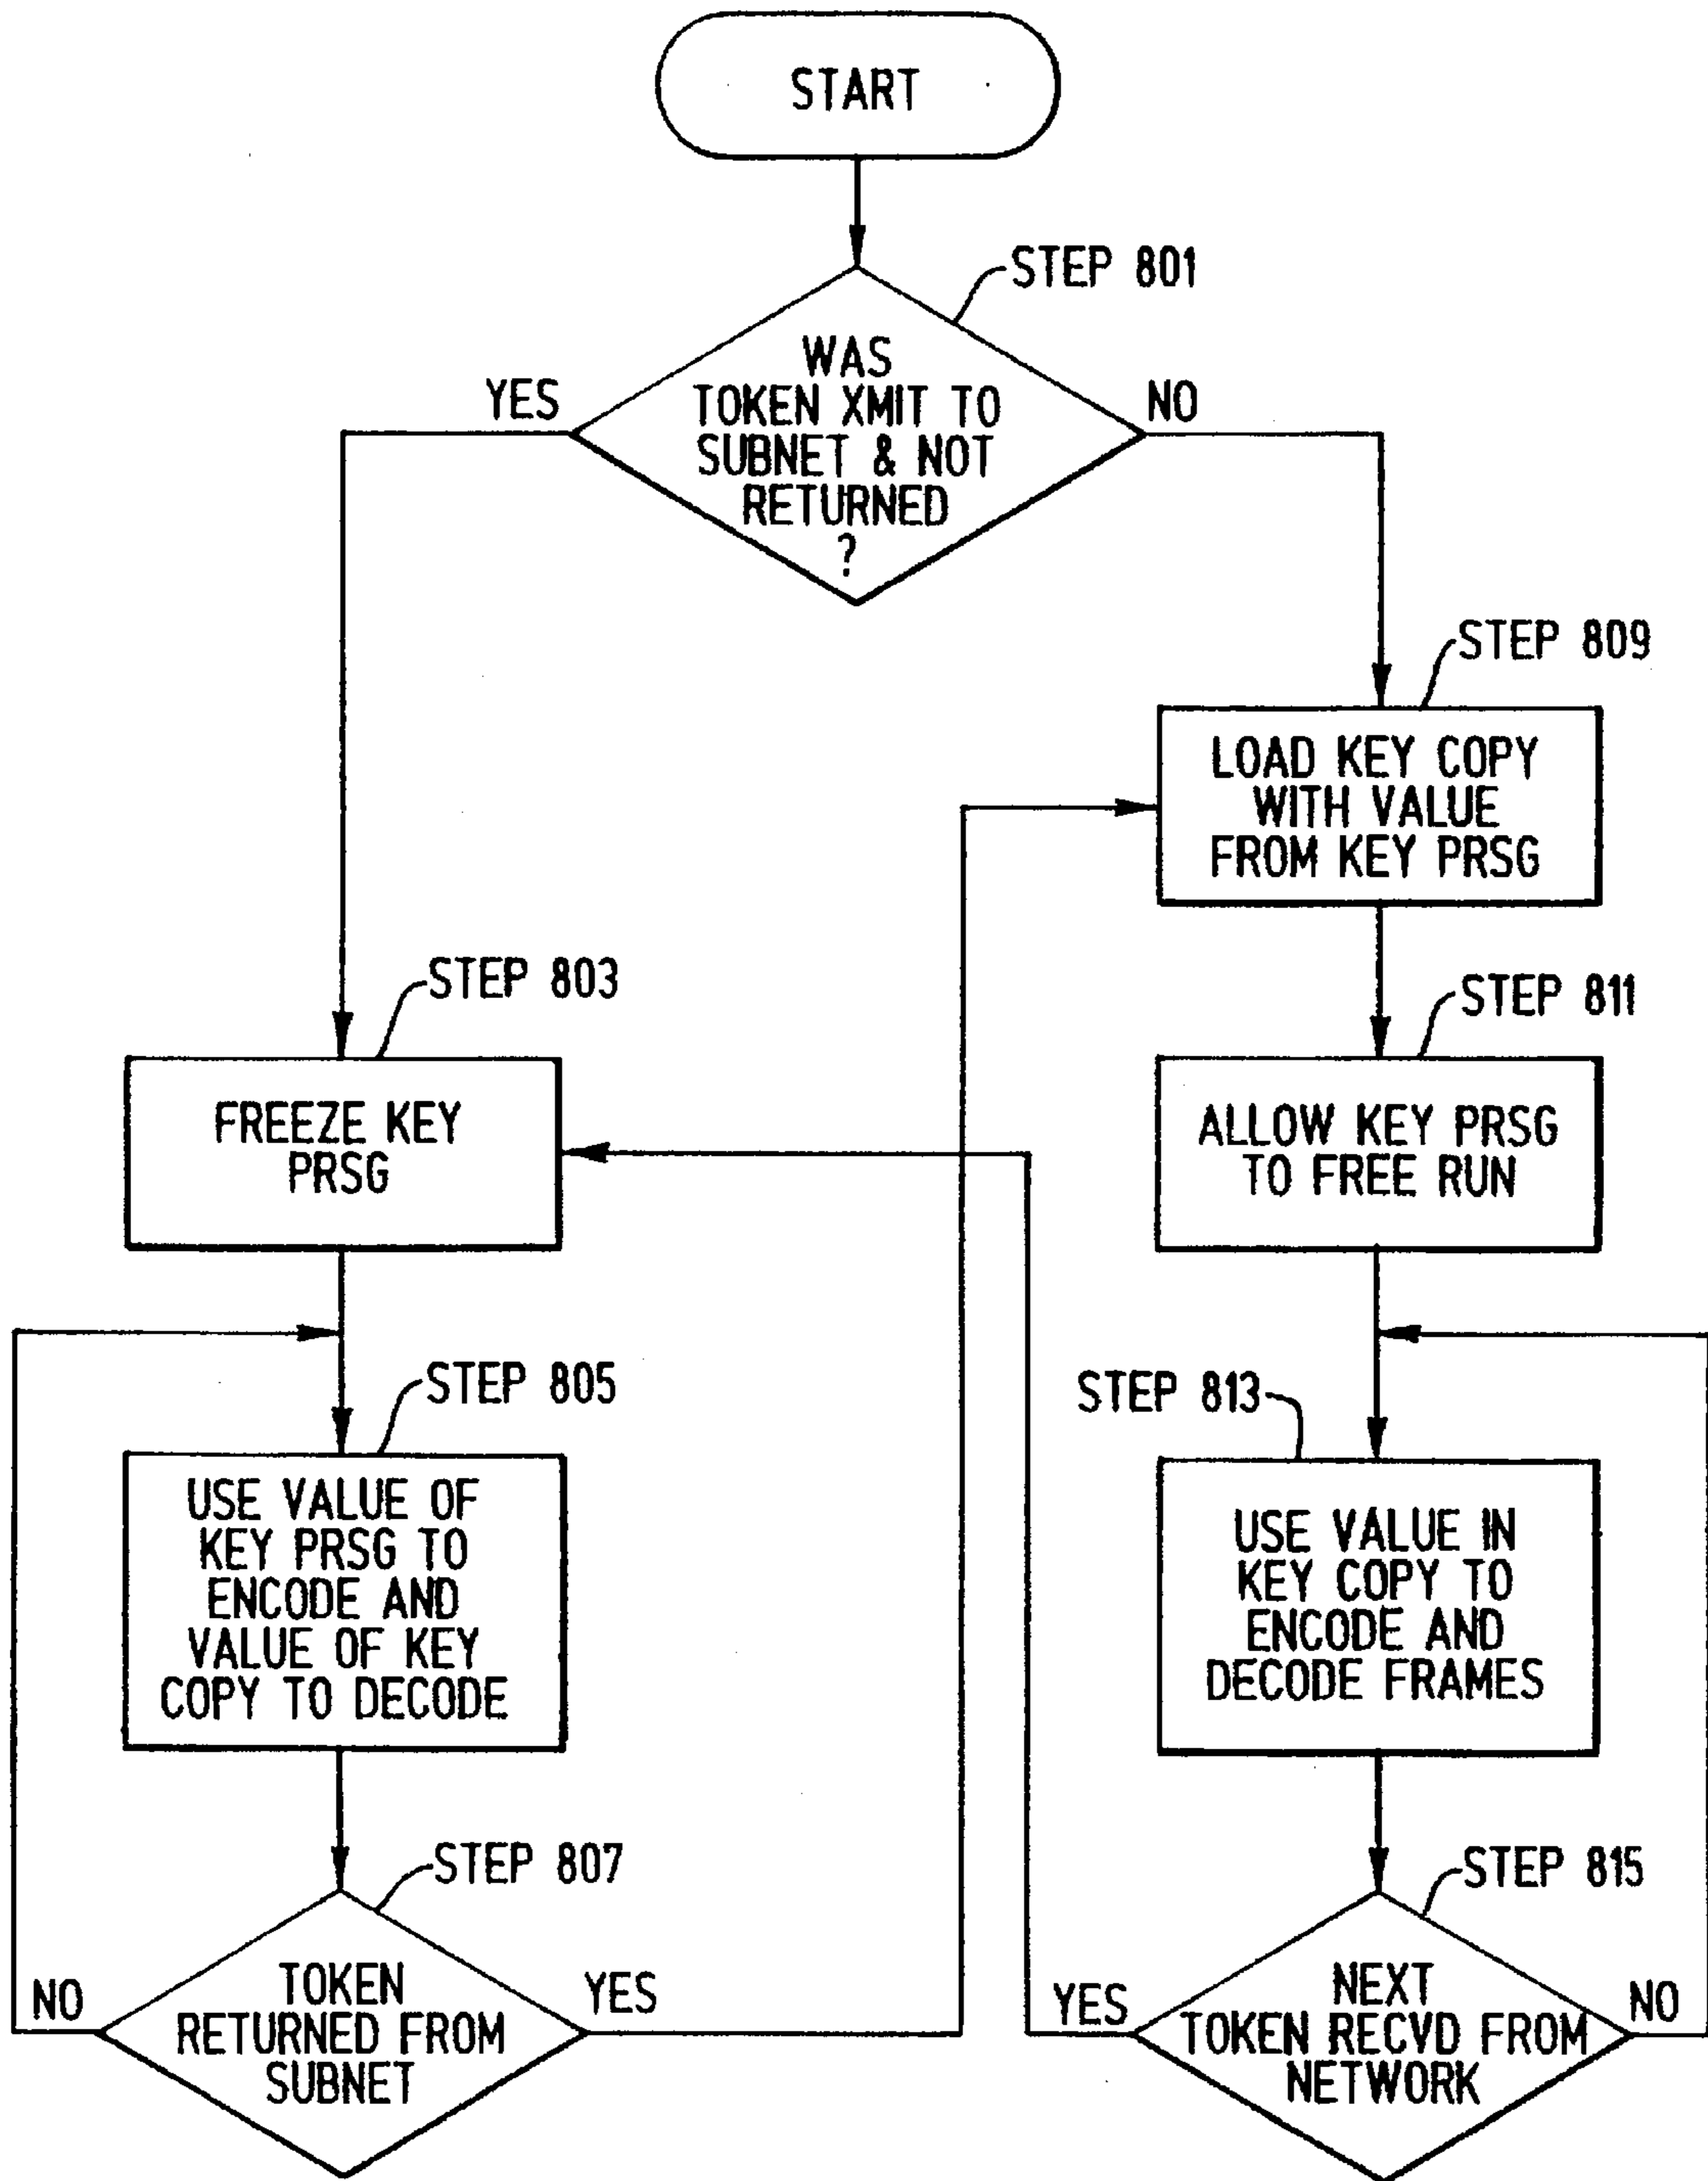 START
STEP 801
WAS
TOKEN XMIT TO
SUBNET & NOT
RETURNED
?
YES
NO
STEP 809
LOAD KEY COPY
WITH VALUE
FROM KEY PRSG
STEP 803
FREEZE KEY
PRSG
STEP 811
ALLOW KEY PRSG
TO FREE RUN
STEP 805
USE VALUE OF
KEY PRSG TO
ENCODE AND
VALUE OF KEY
COPY TO DECODE
STEP 813
USE VALUE IN
KEY COPY TO
ENCODE AND
DECODE FRAMES
STEP 807
TOKEN
RETURNED FROM
SUBNET
NO
YES
STEP 815
NEXT
TOKEN RECVD FROM
NETWORK
YES
NO